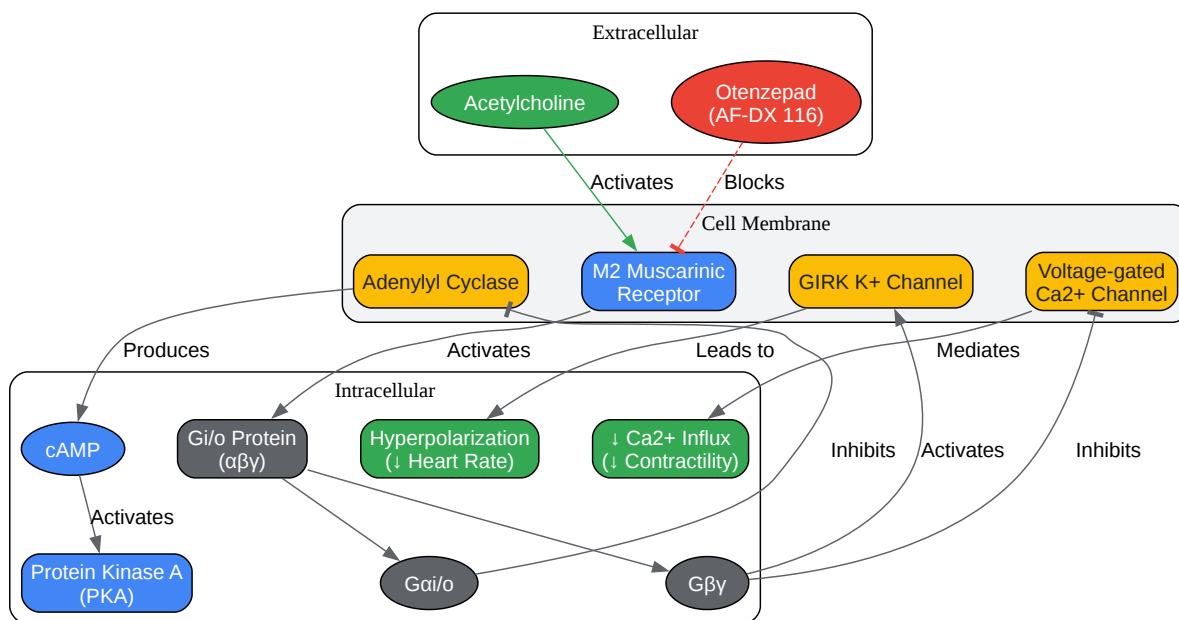 Extracellular
Acetylcholine
Otenzepad
(AF-DX 116)
Activates
Blocks
Cell Membrane
Adenylyl Cyclase
M2 Muscarinic
Receptor
GIRK K+ Channel
Voltage-gated
Ca2+ Channel
Produces
Activates
Leads to
Mediates
Intracellular
cAMP
Gi/o Protein
(αβγ)
Hyperpolarization
(↓ Heart Rate)
↓ Ca2+ Influx
(↓ Contractility)
Inhibits
Activates
Inhibits
Activates
Protein Kinase A
(PKA)
Gαi/o
Gβγ